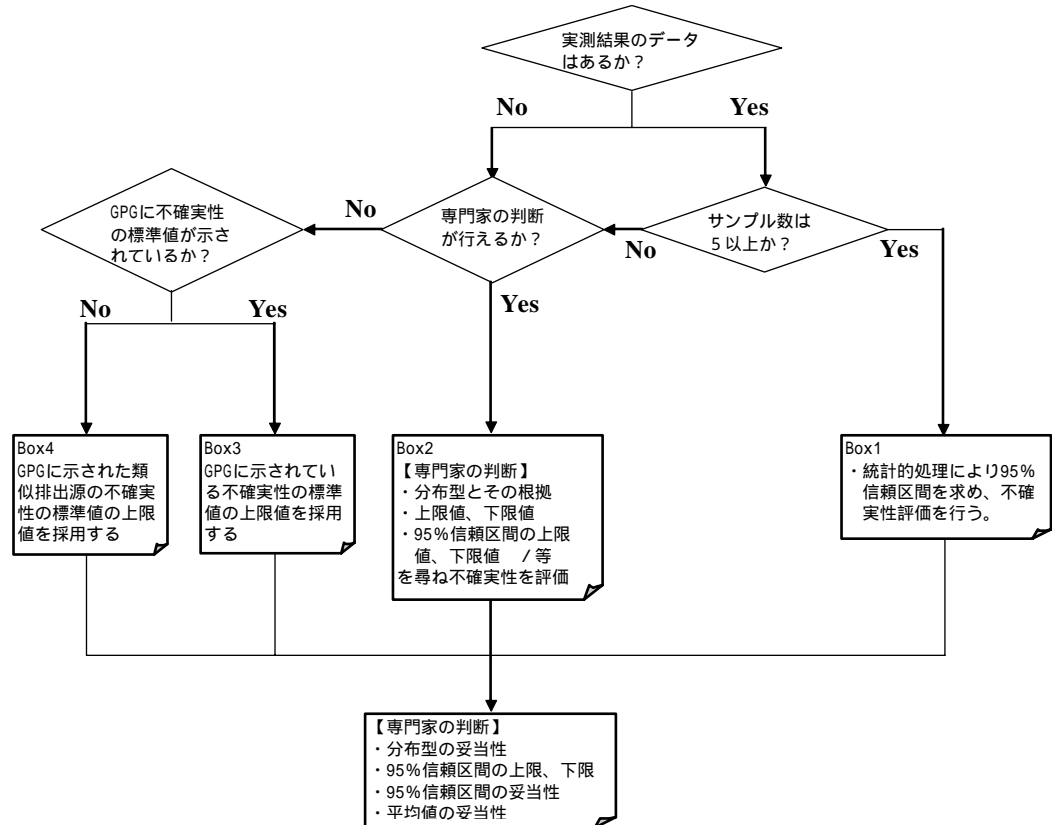 実測結果のデータ
はあるか？
No
Yes
GPGに不確実性
の標準値が示さ
れているか？
No
専門家の判断
が行えるか？
No
サンプル数は
５以上か？
Yes
No
Yes
Yes
Box4
GPGに示された類
似排出源の不確実
性の標準値の上限
値を採用する
Box3
GPGに示されてい
る不確実性の標準
値の上限値を採用
する
Box2
【専門家の判断】
・分布型とその根拠
・上限値、下限値
・95％信頼区間の上限
値、下限値　/等
を尋ね不確実性を評価
Box1
・統計的処理により95％
信頼区間を求め、不確
実性評価を行う。
【専門家の判断】
・分布型の妥当性
・95％信頼区間の上限、下限
・95％信頼区間の妥当性
・平均値の妥当性